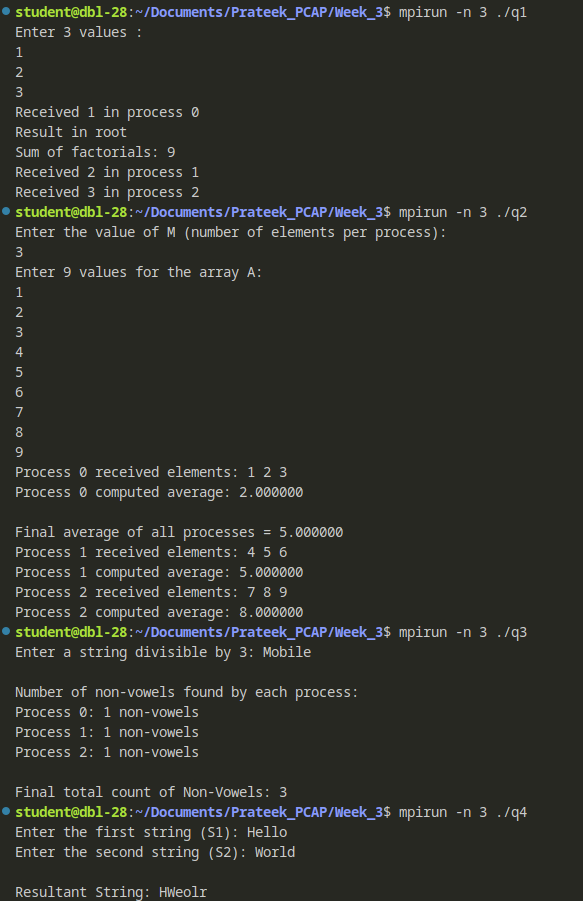 student@dbl-28:~/Documents/Prateek_PCAP/Week_3$ mpirun -n 3 ./q1
Enter 3 values :
1
2
3
Received 1 in process 0
Result in root
Sum of factorials: 9
Received 2 in process 1
Received 3 in process 2
student@dbl-28:~/Documents/Prateek_PCAP/Week_3$ mpirun -n 3 ./q2
Enter the value of M (number of elements per process):
3
Enter 9 values for the array A:
1
2
3
4
5
6
7
8
9
Process 0 received elements: 1 2 3
Process 0 computed average: 2.000000
Final average of all processes = 5.000000
Process 1 received elements: 4 5 6
Process 1 computed average: 5.000000
Process 2 received elements: 7 8 9
Process 2 computed average: 8.000000
student@dbl-28:~/Documents/Prateek_PCAP/Week_3$ mpirun -n 3 ./q3
Enter a string divisible by 3: Mobile
Number of non-vowels found by each process:
Process 0: 1 non-vowels
Process 1: 1 non-vowels
Process 2: 1 non-vowels
Final total count of Non-Vowels: 3
student@dbl-28:~/Documents/Prateek_PCAP/Week_3$ mpirun -n 3 ./q4
Enter the first string (S1): Hello
Enter the second string (S2): World
Resultant String: HWeolr